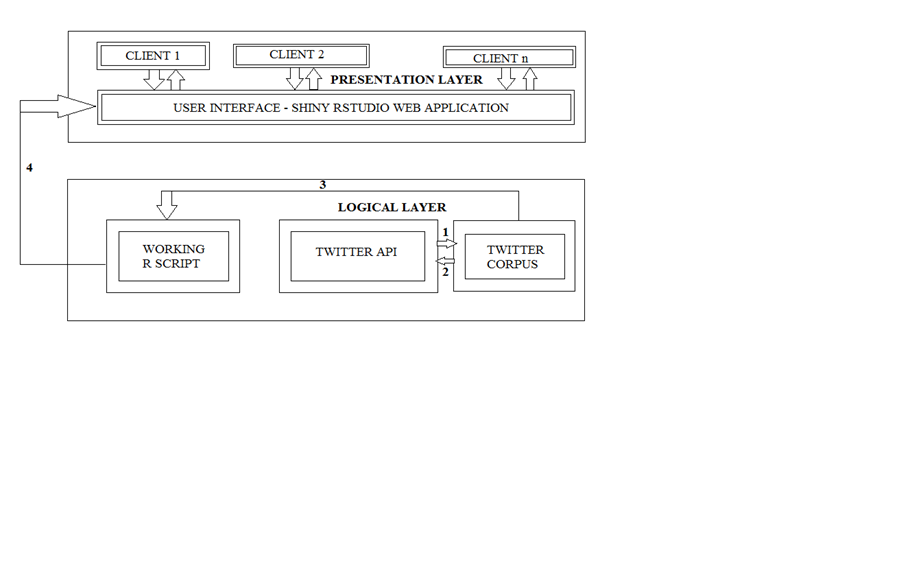 CLIENT 1
CLIENT 2
CLIENT n
PRESENTATION LAYER
USER INTERFACE - SHINY RSTUDIO WEB APPLICATION
4
3
LOGICAL LAYER
WORKING
R SCRIPT
TWITTER API
1
2
TWITTER
CORPUS